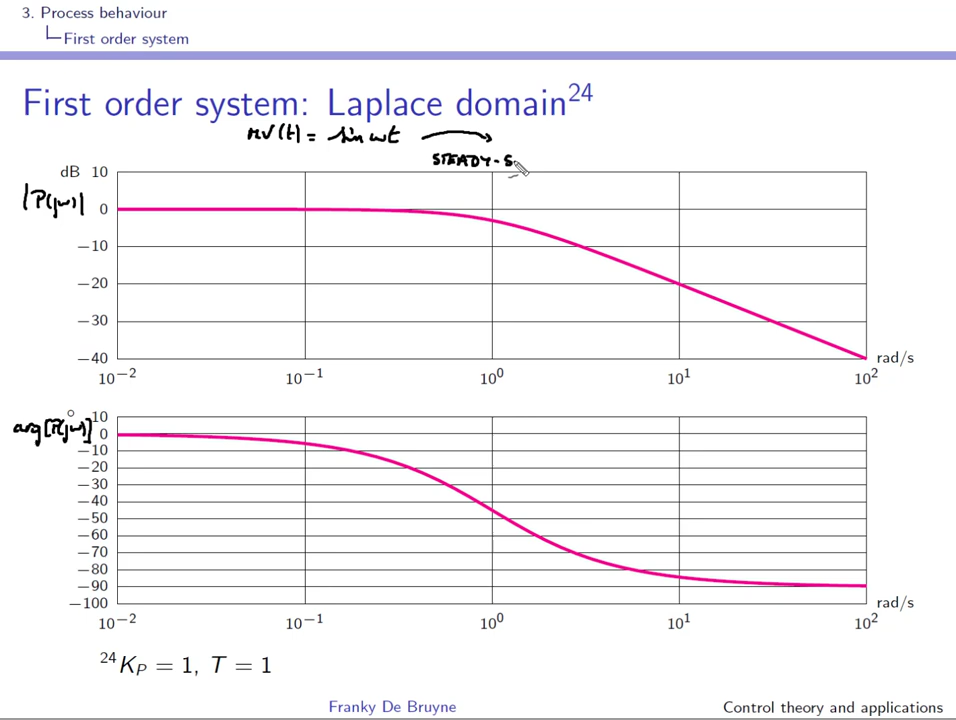 3. Process behaviour
First order system
First order system: Laplace domain24
MV(t) = sin ωt
STEADY-S
dB 10
|P(jω)| 0
−10
−20
−30
−40
rad/s
10−2 10−1 100 101 102
° 10
arg[P(jω)] 0
−10
−20
−30
−40
−50
−60
−70
−80
−90
−100
rad/s
10−2 10−1 100 101 102
24 KP = 1, T = 1
Franky De Bruyne Control theory and applications